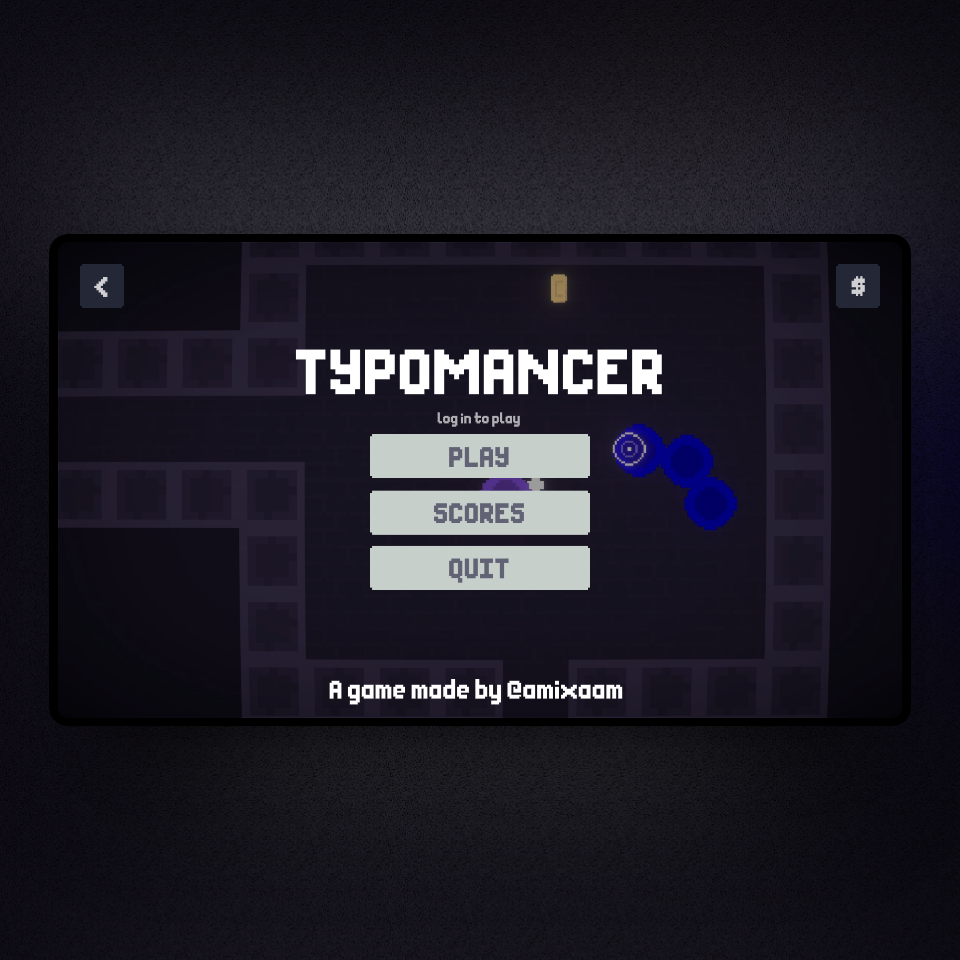 $
TYPOMANCER
log in to play
PLAY
SCORES
QUIT
A game made by @amixaam